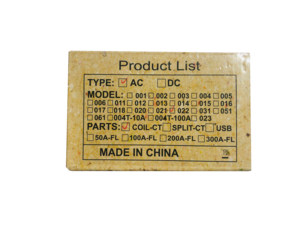 Product List
TYPE: ☑ AC □ DC
MODEL: □ 001 □ 002 □ 003 □ 004 □ 005
□ 006 □ 011 □ 012 □ 013 □ 014 □ 015 □ 016
□ 017 □ 018 □ 020 □ 021 ☑ 022 □ 031 □ 051
□ 061 □ 004T-10A □ 004T-100A □ 023
PARTS: ☑ COIL-CT □ SPLIT-CT □ USB
□ 50A-FL □ 100A-FL □ 200A-FL □ 300A-FL
MADE IN CHINA